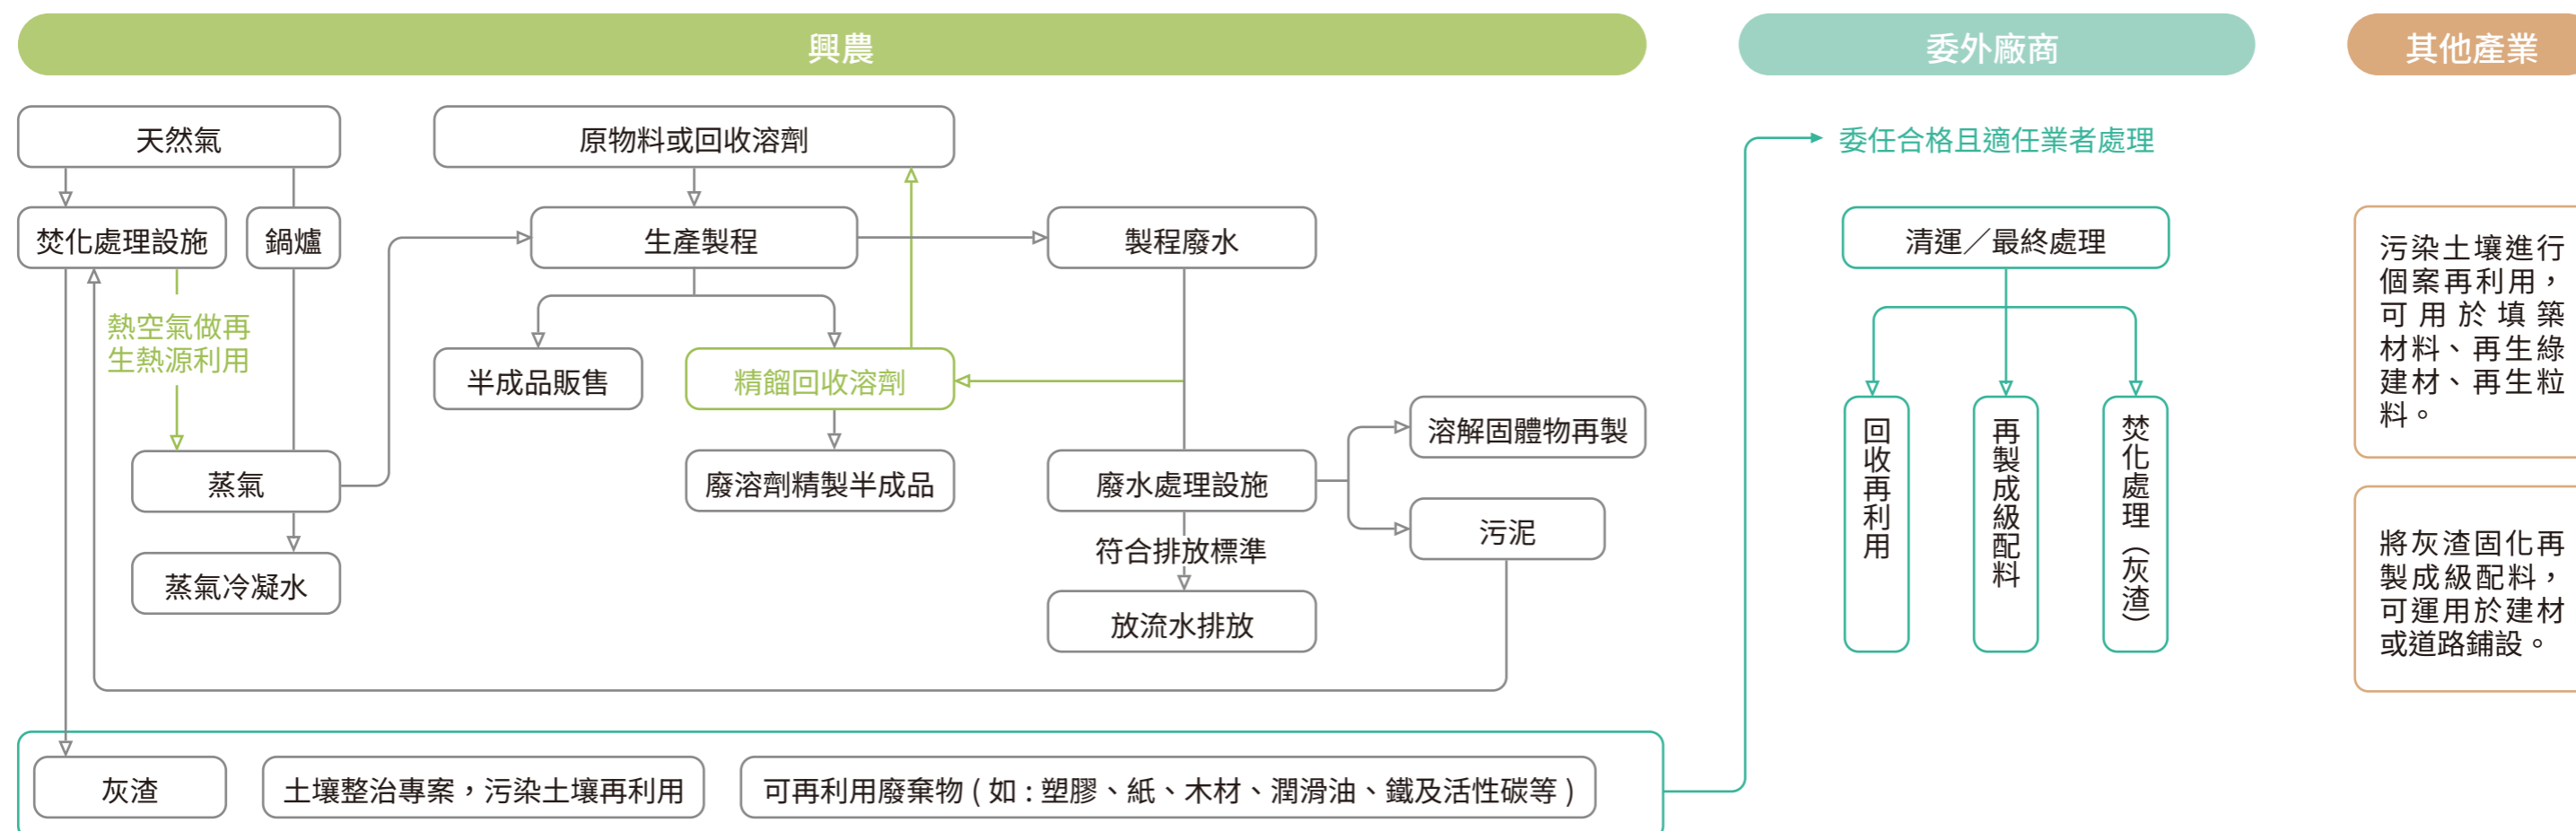 興農
委外廠商
其他產業
天然氣
原物料或回收溶劑
委任合格且適任業者處理
焚化處理設施
鍋爐
生產製程
製程廢水
清運／最終處理
熱空氣做再
生熱源利用
半成品販售
精餾回收溶劑
蒸氣
廢溶劑精製半成品
廢水處理設施
溶解固體物再製
污泥
符合排放標準
蒸氣冷凝水
放流水排放
回收再利用
再製成級配料
焚化處理（灰渣）
污染土壤進行
個案再利用，
可用於填築
材料、再生綠
建材、再生粒
料。
將灰渣固化再
製成級配料，
可運用於建材
或道路鋪設。
灰渣
土壤整治專案，污染土壤再利用
可再利用廢棄物 ( 如 : 塑膠、紙、木材、潤滑油、鐵及活性碳等 )